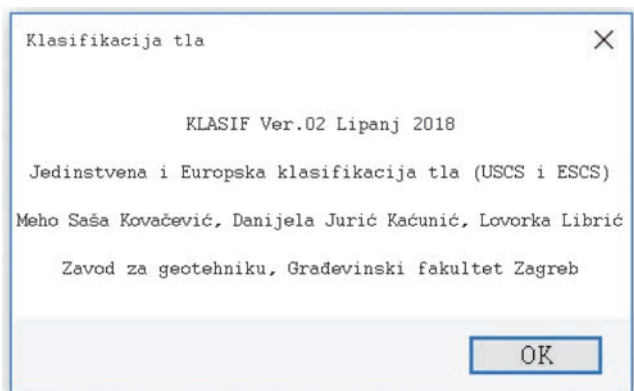 Klasifikacija tla
KLASIF Ver.02 Lipanj 2018
Jedinstvena i Europska klasifikacija tla (USCS i ESCS)
Meho Saša Kovačević, Danijela Jurić Kaćunić, Lovorka Librić
Zavod za geotehniku, Građevinski fakultet Zagreb
OK